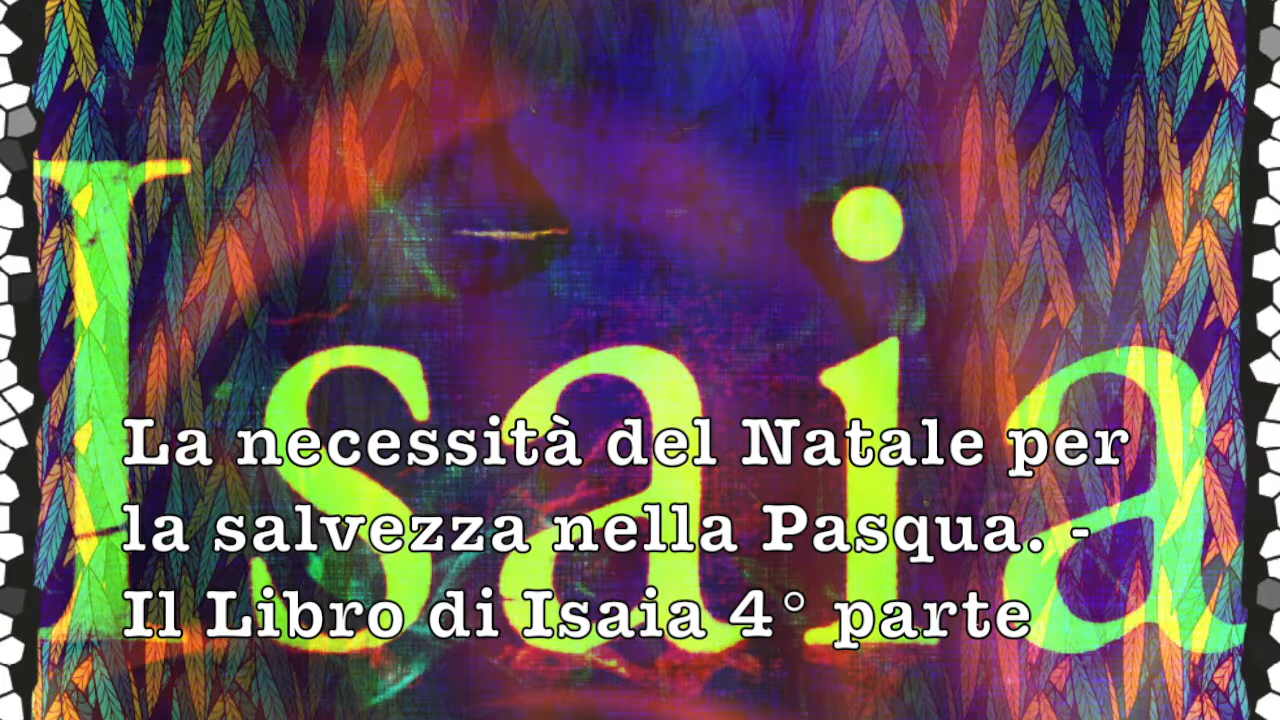 Isaia
La necessità del Natale per
la salvezza nella Pasqua. -
Il Libro di Isaia 4° parte